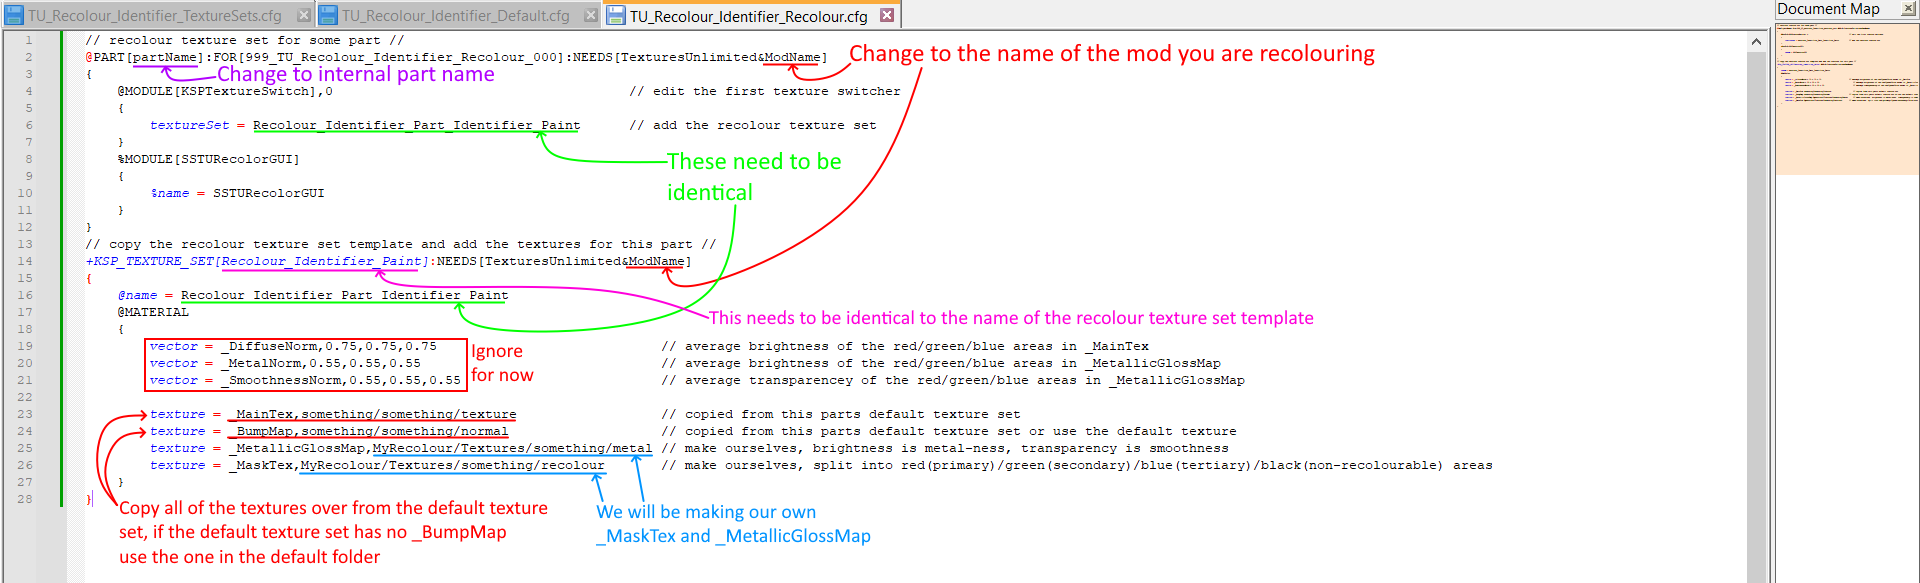 TU_Recolour_Identifier_TextureSets.cfg TU_Recolour_Identifier_Default.cfg TU_Recolour_Identifier_Recolour.cfg Document Map
1 // recolour texture set for some part //
2 @PART[partName]:FOR[999_TU_Recolour_Identifier_Recolour_000]:NEEDS[TexturesUnlimited&ModName]
Change to the name of the mod you are recolouring
3 {
Change to internal part name
4 @MODULE[KSPTextureSwitch],0 // edit the first texture switcher
5 {
6 textureSet = Recolour_Identifier_Part_Identifier_Paint // add the recolour texture set
7 }
8 %MODULE[SSTURecolorGUI]
These need to be
identical
9 {
10 %name = SSTURecolorGUI
11 }
12 }
13 // copy the recolour texture set template and add the textures for this part //
14 +KSP_TEXTURE_SET[Recolour_Identifier_Paint]:NEEDS[TexturesUnlimited&ModName]
15 {
16 @name = Recolour_Identifier_Part_Identifier_Paint
17 @MATERIAL
This needs to be identical to the name of the recolour texture set template
18 {
19 vector = _DiffuseNorm,0.75,0.75,0.75 // average brightness of the red/green/blue areas in _MainTex
20 vector = _MetalNorm,0.55,0.55,0.55 // average brightness of the red/green/blue areas in _MetallicGlossMap
21 vector = _SmoothnessNorm,0.55,0.55,0.55 // average transparencey of the red/green/blue areas in _MetallicGlossMap
Ignore
for now
22
23 texture = _MainTex,something/something/texture // copied from this parts default texture set
24 texture = _BumpMap,something/something/normal // copied from this parts default texture set or use the default texture
25 texture = _MetallicGlossMap,MyRecolour/Textures/something/metal // make ourselves, brightness is metal-ness, transparency is smoothness
26 texture = _MaskTex,MyRecolour/Textures/something/recolour // make ourselves, split into red(primary)/green(secondary)/blue(tertiary)/black(non-recolourable) areas
27 }
28 }
Copy all of the textures over from the default texture
set, if the default texture set has no _BumpMap
use the one in the default folder
We will be making our own
_MaskTex and _MetallicGlossMap